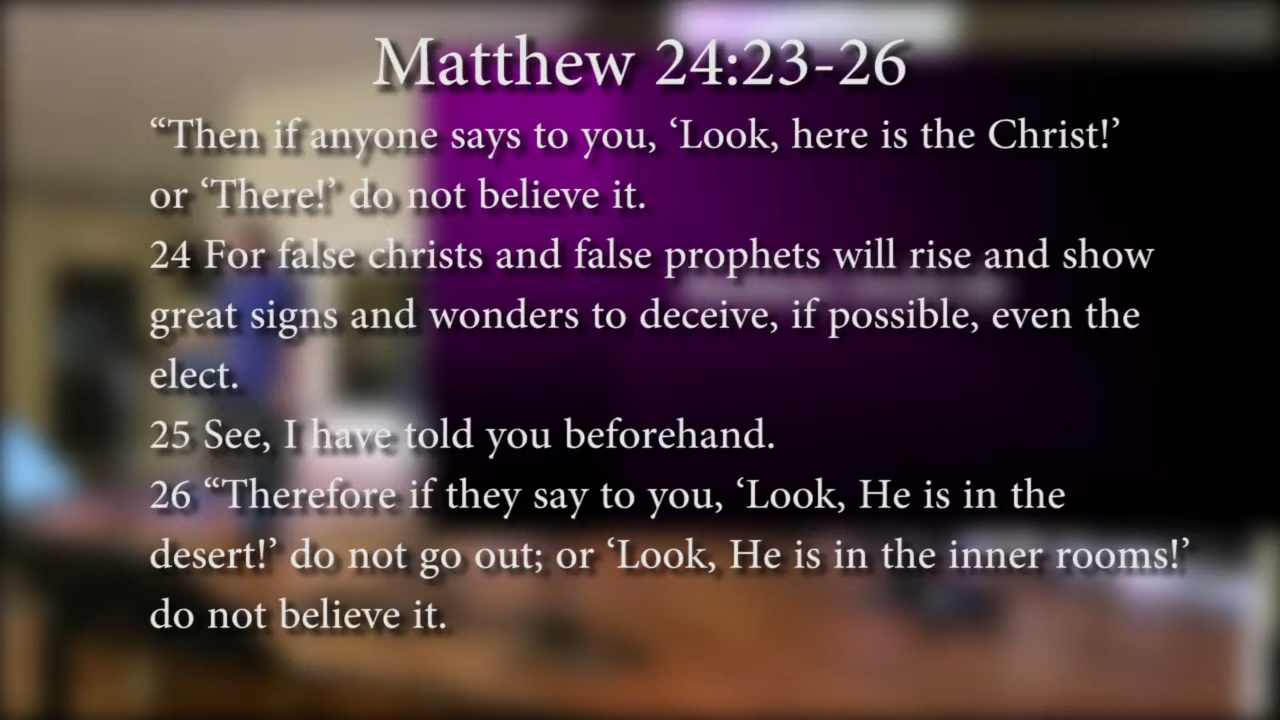 Matthew 24:23-26
“Then if anyone says to you, ‘Look, here is the Christ!’
or ‘There!’ do not believe it.
24 For false christs and false prophets will rise and show
great signs and wonders to deceive, if possible, even the
elect.
25 See, I have told you beforehand.
26 “Therefore if they say to you, ‘Look, He is in the
desert!’ do not go out; or ‘Look, He is in the inner rooms!’
do not believe it.